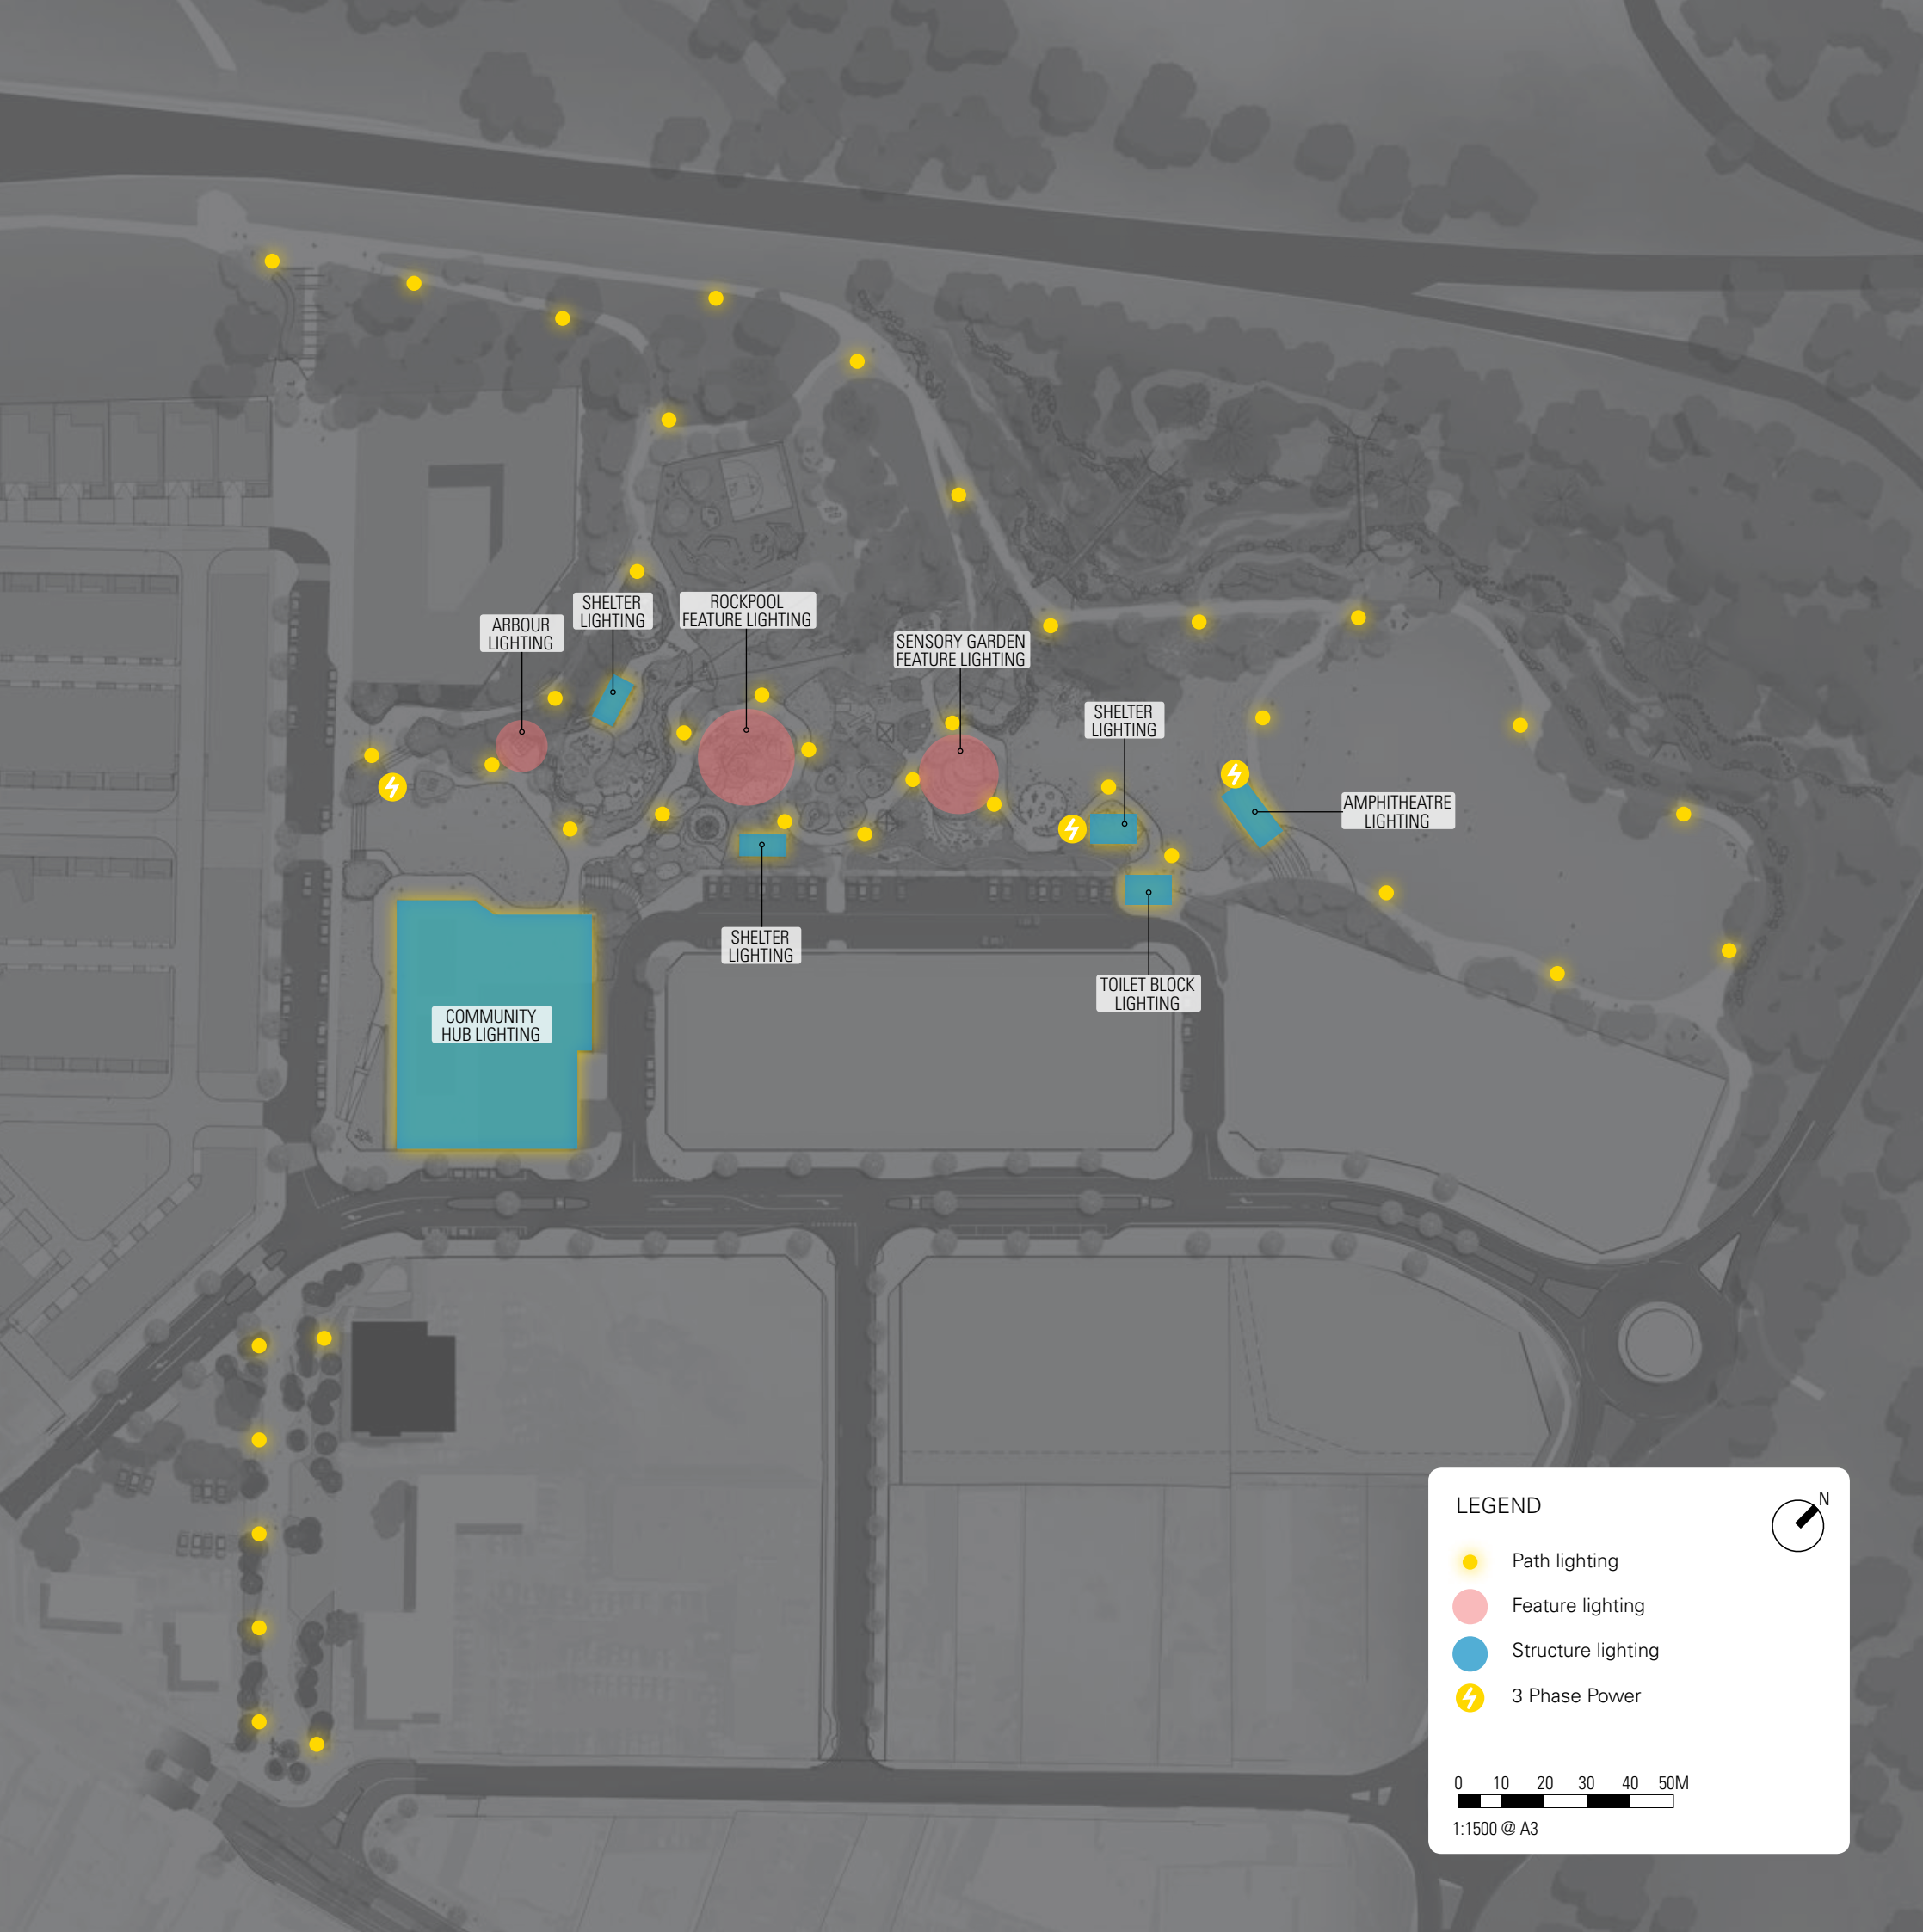 SHELTER
LIGHTING
ROCKPOOL
FEATURE LIGHTING
ARBOUR
LIGHTING
SENSORY GARDEN
FEATURE LIGHTING
SHELTER
LIGHTING
AMPHITHEATRE
LIGHTING
SHELTER
LIGHTING
TOILET BLOCK
LIGHTING
COMMUNITY
HUB LIGHTING
LEGEND
N
Path lighting
Feature lighting
Structure lighting
3 Phase Power
0 10 20 30 40 50M
1:1500 @ A3